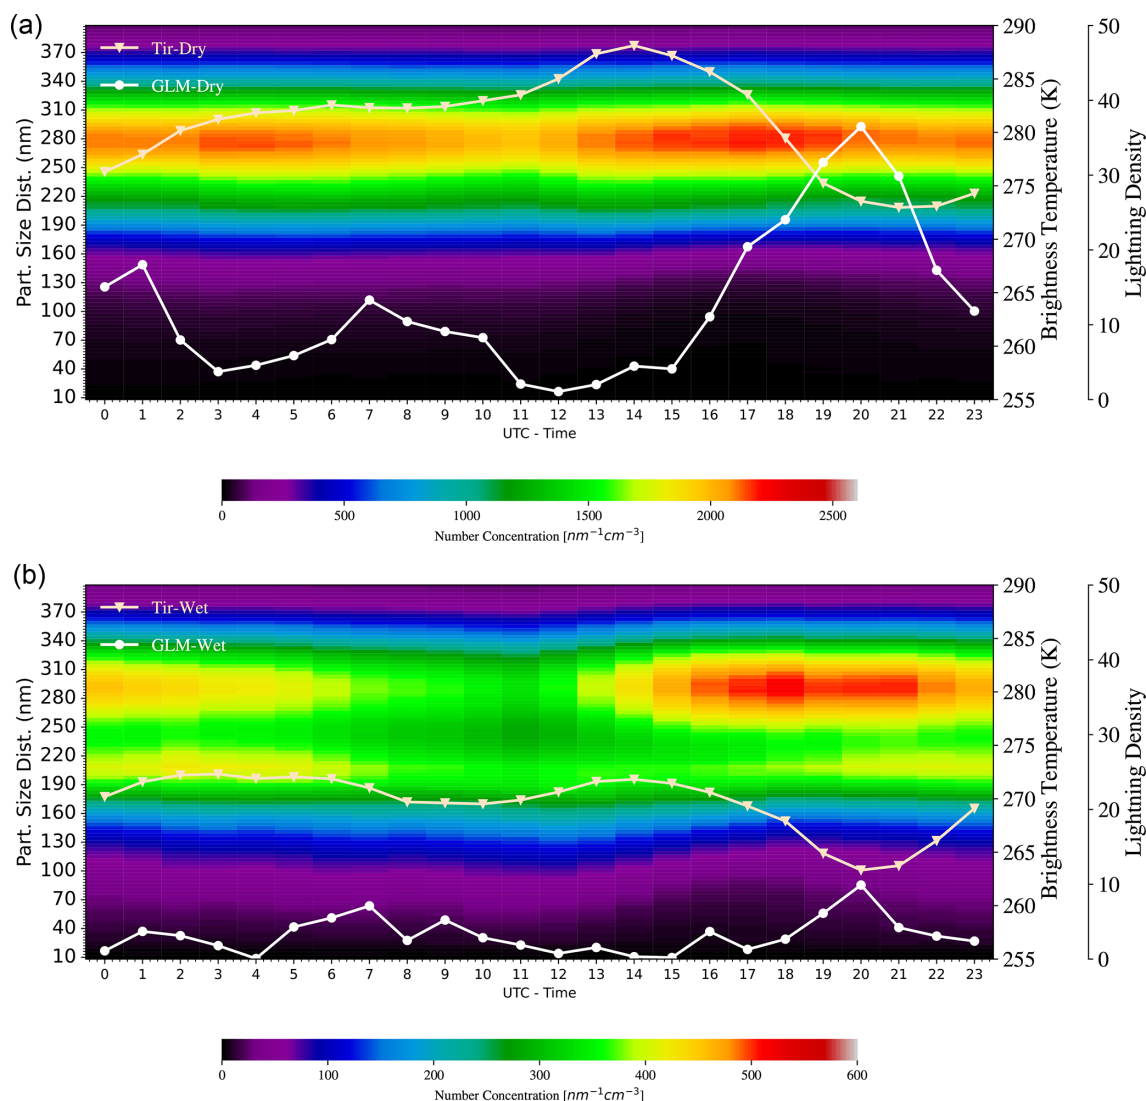 (a)
Tir-Dry
GLM-Dry
Part. Size Dist. (nm)
370
340
310
280
250
220
190
160
130
100
70
40
10
290
285
280
275
270
265
260
255
Brightness Temperature (K)
50
40
30
20
10
0
Lightning Density
0 1 2 3 4 5 6 7 8 9 10 11 12 13 14 15 16 17 18 19 20 21 22 23
UTC - Time
0 500 1000 1500 2000 2500
Number Concentration [nm⁻¹cm⁻³]
(b)
Tir-Wet
GLM-Wet
Part. Size Dist. (nm)
370
340
310
280
250
220
190
160
130
100
70
40
10
290
285
280
275
270
265
260
255
Brightness Temperature (K)
50
40
30
20
10
0
Lightning Density
0 1 2 3 4 5 6 7 8 9 10 11 12 13 14 15 16 17 18 19 20 21 22 23
UTC - Time
0 100 200 300 400 500 600
Number Concentration [nm⁻¹cm⁻³]